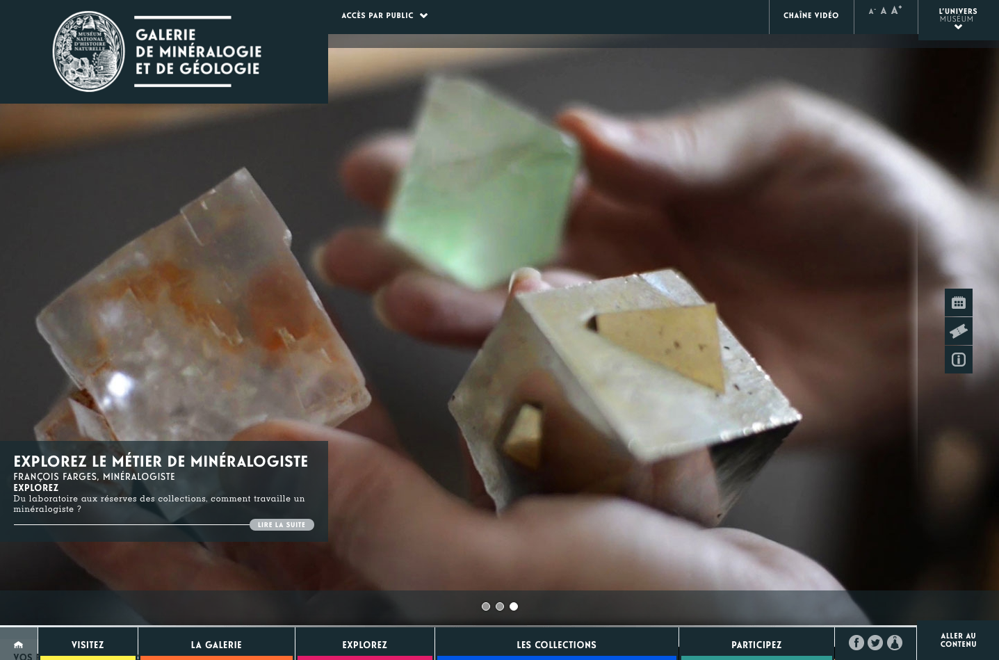 MUSÉUM
NATIONAL
D'HISTOIRE
NATURELLE
GALERIE
DE MINÉRALOGIE
ET DE GÉOLOGIE
ACCÈS PAR PUBLIC
CHAÎNE VIDÉO
A- A A+
L'UNIVERS
MUSÉUM
EXPLOREZ LE MÉTIER DE MINÉRALOGISTE
FRANÇOIS FARGES, MINÉRALOGISTE
EXPLOREZ
Du laboratoire aux réserves des collections, comment travaille un
minéralogiste ?
LIRE LA SUITE
VISITEZ
LA GALERIE
EXPLOREZ
LES COLLECTIONS
PARTICIPEZ
ALLER AU
CONTENU
VOS